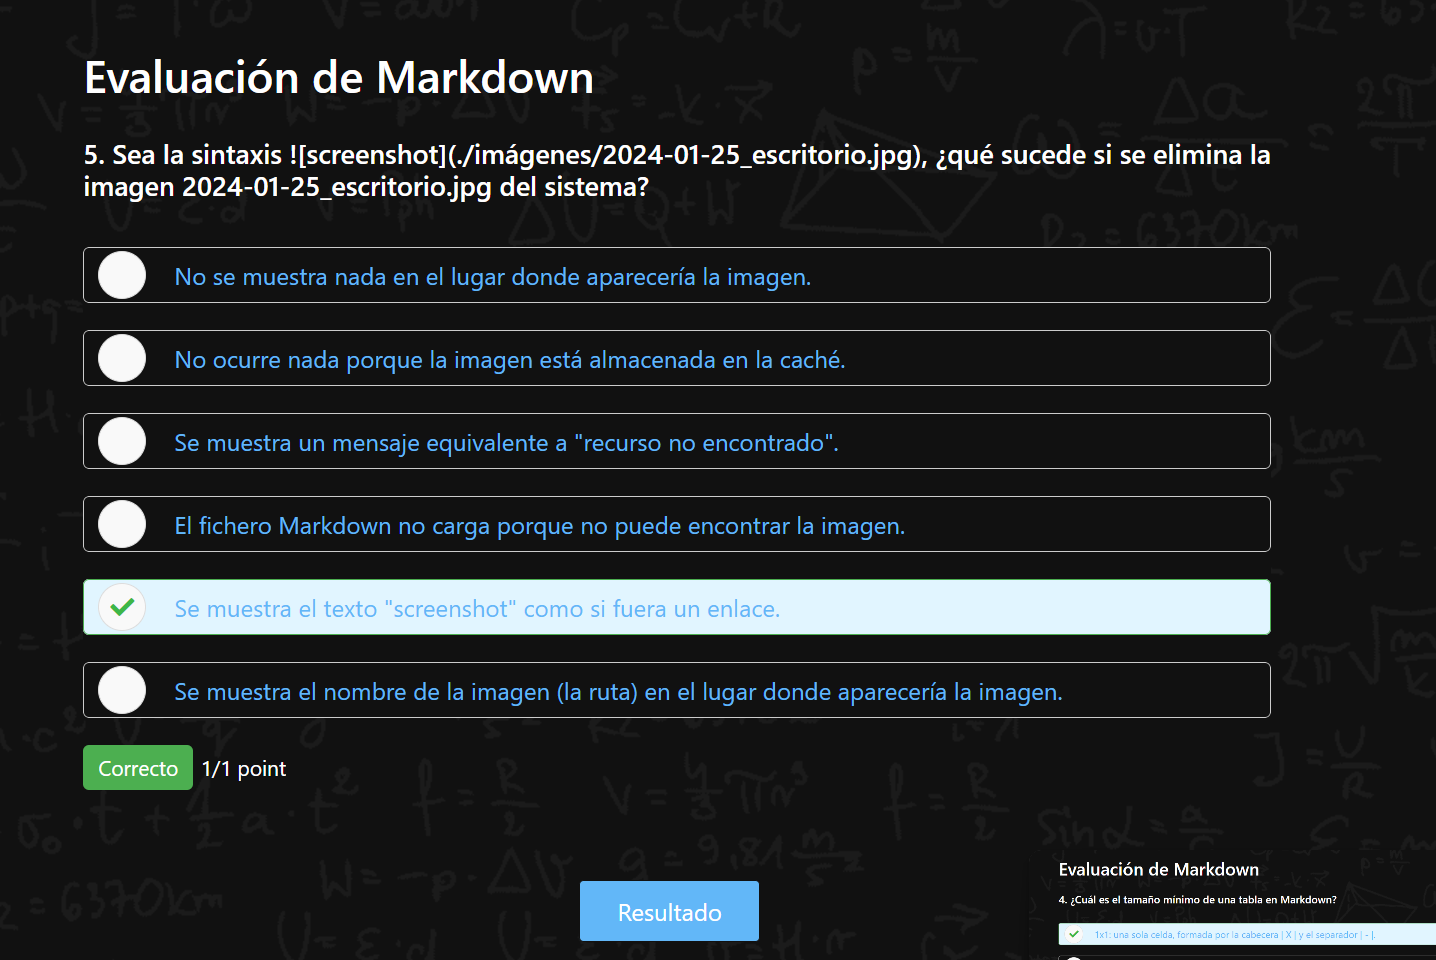 Evaluación de Markdown
5. Sea la sintaxis ![screenshot](./imágenes/2024-01-25_escritorio.jpg), ¿qué sucede si se elimina la
imagen 2024-01-25_escritorio.jpg del sistema?
No se muestra nada en el lugar donde aparecería la imagen.
No ocurre nada porque la imagen está almacenada en la caché.
Se muestra un mensaje equivalente a "recurso no encontrado".
El fichero Markdown no carga porque no puede encontrar la imagen.
Se muestra el texto "screenshot" como si fuera un enlace.
Se muestra el nombre de la imagen (la ruta) en el lugar donde aparecería la imagen.
Correcto 1/1 point
Resultado
Evaluación de Markdown
4. ¿Cuál es el tamaño mínimo de una tabla en Markdown?
1x1: una sola celda, formada por la cabecera | X | y el separador | - |.